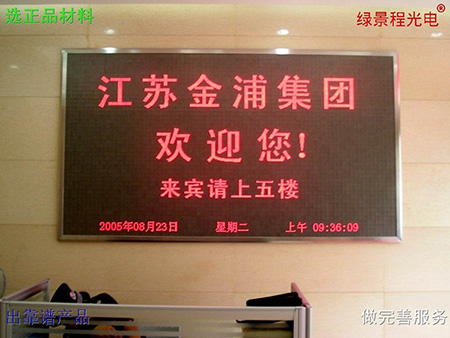 选正品材料
绿景程光电®
江苏金浦集团
欢迎您!
来宾请上五楼
2005年08月23日 星期二 上午 09:36:09
出靠谱产品
做完善服务